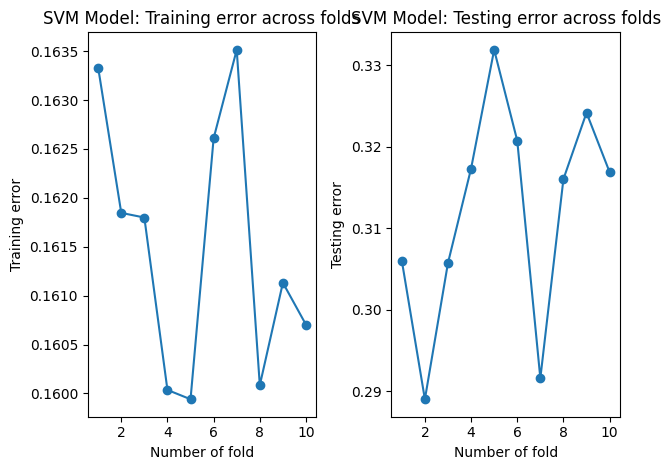 SVM Model: Training error across folds
SVM Model: Testing error across folds
Training error
0.1635
0.1630
0.1625
0.1620
0.1615
0.1610
0.1605
0.1600
2 4 6 8 10
Number of fold
Testing error
0.33
0.32
0.31
0.30
0.29
2 4 6 8 10
Number of fold